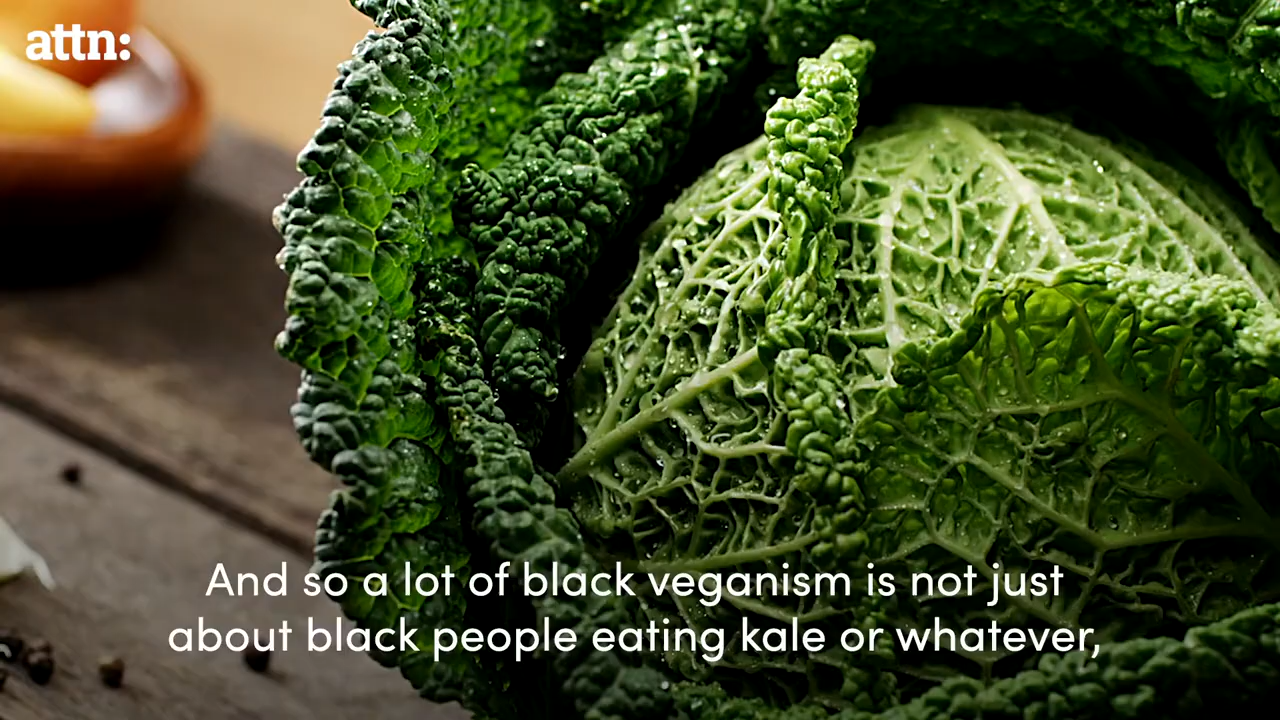 attn:
And so a lot of black veganism is not just
about black people eating kale or whatever,